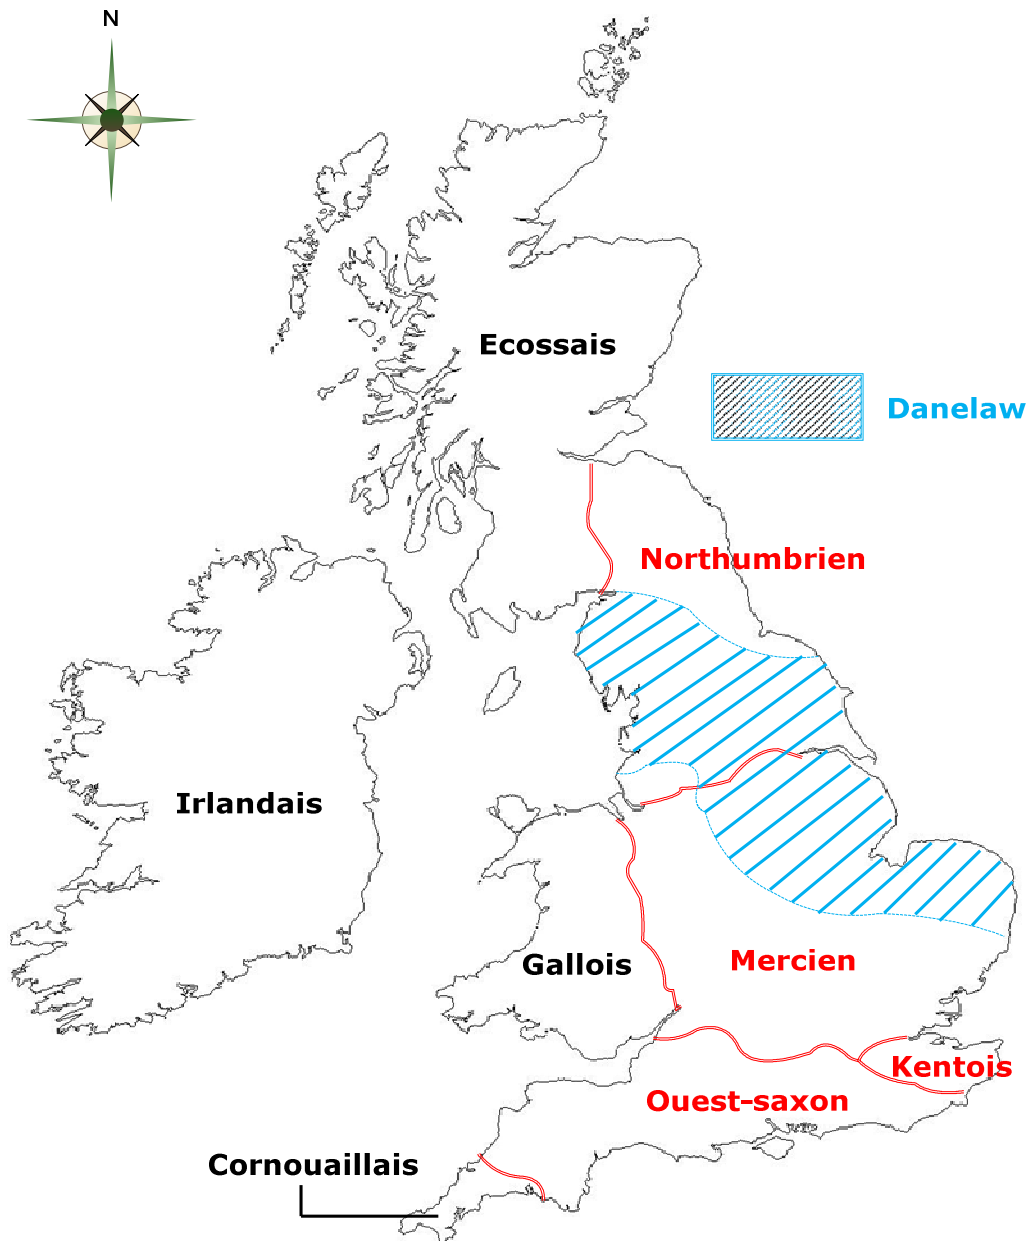 N
Ecossais
Danelaw
Northumbrien
Irlandais
Gallois
Mercien
Kentois
Ouest-saxon
Cornouaillais